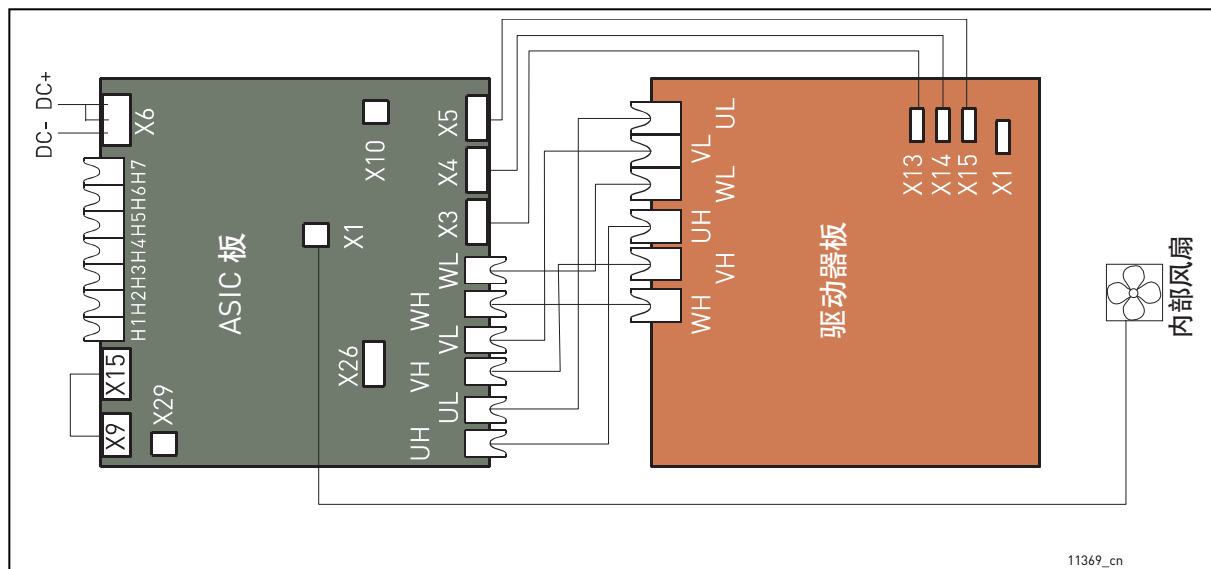 DC+
DC-
X6
X10
X5
X4
X3
H1H2H3H4H5H6H7
X1
ASIC 板
WL
WH
VL
VH
UL
UH
X26
X15
X9
X29
UL
VL
WL
UH
VH
WH
驱动器板
X13
X14
X15
X1
内部风扇
11369_cn